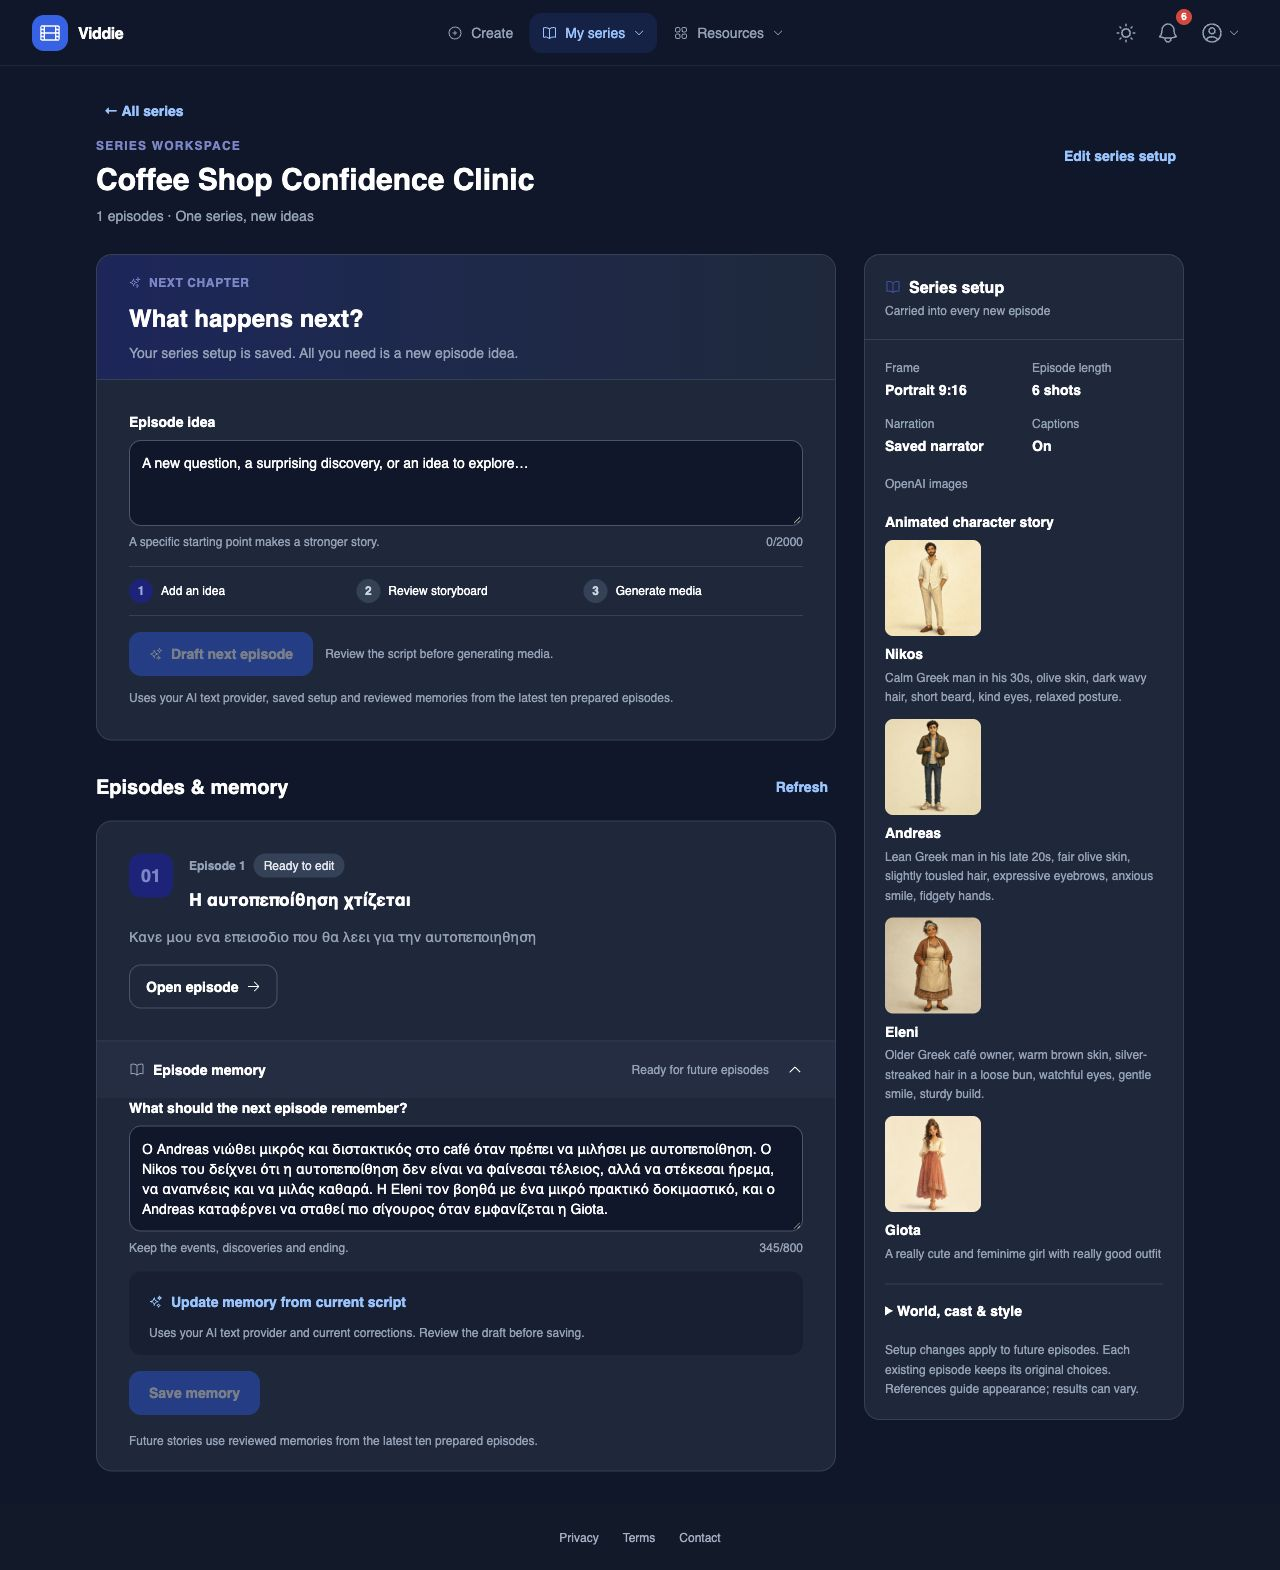 Viddie
Create
My series
Resources
6
← All series
SERIES WORKSPACE
Coffee Shop Confidence Clinic
1 episodes · One series, new ideas
Edit series setup
NEXT CHAPTER
What happens next?
Your series setup is saved. All you need is a new episode idea.
Episode idea
A new question, a surprising discovery, or an idea to explore…
A specific starting point makes a stronger story.
0/2000
1 Add an idea
2 Review storyboard
3 Generate media
Draft next episode
Review the script before generating media.
Uses your AI text provider, saved setup and reviewed memories from the latest ten prepared episodes.
Episodes & memory
Refresh
01
Episode 1
Ready to edit
Η αυτοπεποίθηση χτίζεται
Κανε μου ενα επεισοδιο που θα λεει για την αυτοπεποιηθηση
Open episode →
Episode memory
Ready for future episodes
What should the next episode remember?
Ο Andreas νιώθει μικρός και διστακτικός στο café όταν πρέπει να μιλήσει με αυτοπεποίθηση. Ο
Nikos του δείχνει ότι η αυτοπεποίθηση δεν είναι να φαίνεσαι τέλειος, αλλά να στέκεσαι ήρεμα,
να αναπνέεις και να μιλάς καθαρά. Η Eleni τον βοηθά με ένα μικρό πρακτικό δοκιμαστικό, και ο
Andreas καταφέρνει να σταθεί πιο σίγουρος όταν εμφανίζεται η Giota.
Keep the events, discoveries and ending.
345/800
Update memory from current script
Uses your AI text provider and current corrections. Review the draft before saving.
Save memory
Future stories use reviewed memories from the latest ten prepared episodes.
Series setup
Carried into every new episode
Frame
Portrait 9:16
Episode length
6 shots
Narration
Saved narrator
Captions
On
OpenAI images
Animated character story
Nikos
Calm Greek man in his 30s, olive skin, dark wavy
hair, short beard, kind eyes, relaxed posture.
Andreas
Lean Greek man in his late 20s, fair olive skin,
slightly tousled hair, expressive eyebrows, anxious
smile, fidgety hands.
Eleni
Older Greek café owner, warm brown skin, silver-
streaked hair in a loose bun, watchful eyes, gentle
smile, sturdy build.
Giota
A really cute and feminime girl with really good outfit
World, cast & style
Setup changes apply to future episodes. Each
existing episode keeps its original choices.
References guide appearance; results can vary.
Privacy
Terms
Contact